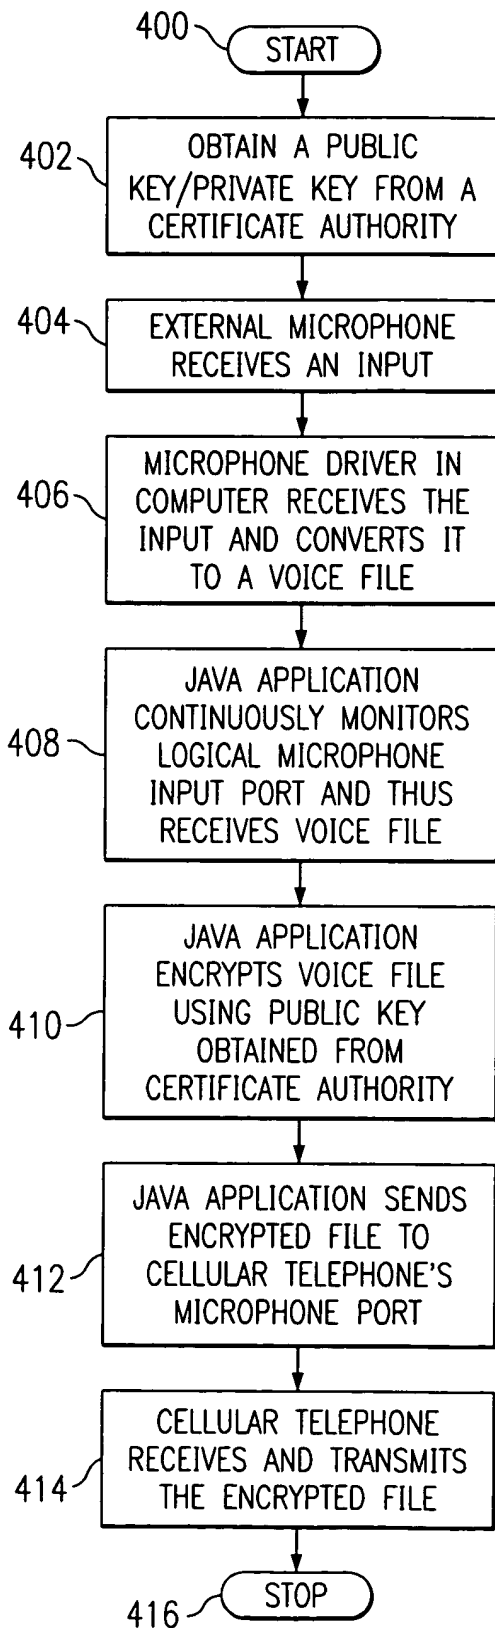 400
START
402
OBTAIN A PUBLIC
KEY/PRIVATE KEY FROM A
CERTIFICATE AUTHORITY
404
EXTERNAL MICROPHONE
RECEIVES AN INPUT
406
MICROPHONE DRIVER IN
COMPUTER RECEIVES THE
INPUT AND CONVERTS IT
TO A VOICE FILE
408
JAVA APPLICATION
CONTINUOUSLY MONITORS
LOGICAL MICROPHONE
INPUT PORT AND THUS
RECEIVES VOICE FILE
410
JAVA APPLICATION
ENCRYPTS VOICE FILE
USING PUBLIC KEY
OBTAINED FROM
CERTIFICATE AUTHORITY
412
JAVA APPLICATION SENDS
ENCRYPTED FILE TO
CELLULAR TELEPHONE'S
MICROPHONE PORT
414
CELLULAR TELEPHONE
RECEIVES AND TRANSMITS
THE ENCRYPTED FILE
416
STOP